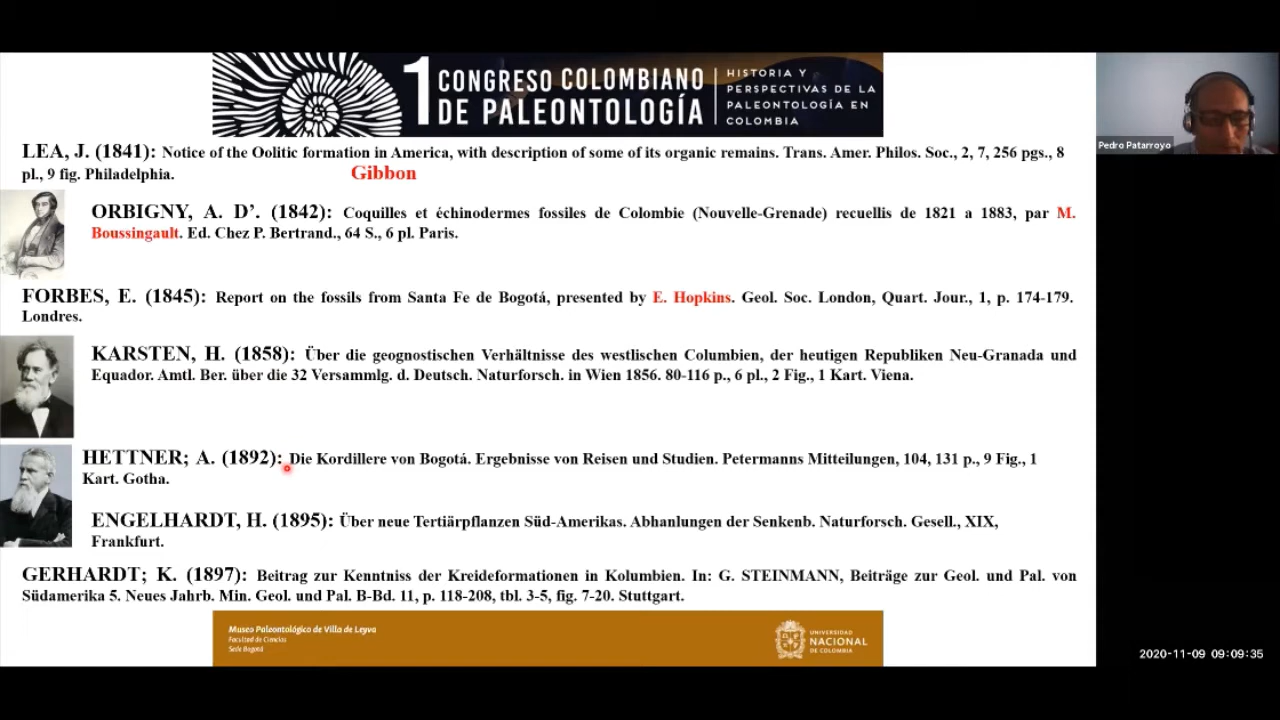 1 CONGRESO COLOMBIANO
DE PALEONTOLOGÍA
HISTORIA Y
PERSPECTIVAS DE LA
PALEONTOLOGÍA EN
COLOMBIA
Pedro Patarroyo
LEA, J. (1841): Notice of the Oolitic formation in America, with description of some of its organic remains. Trans. Amer. Philos. Soc., 2, 7, 256 pgs., 8
pl., 9 fig. Philadelphia. Gibbon
ORBIGNY, A. D’. (1842): Coquilles et échinodermes fossiles de Colombie (Nouvelle-Grenade) recuellis de 1821 a 1883, par M.
Boussingault. Ed. Chez P. Bertrand., 64 S., 6 pl. Paris.
FORBES, E. (1845): Report on the fossils from Santa Fe de Bogotá, presented by E. Hopkins. Geol. Soc. London, Quart. Jour., 1, p. 174-179.
Londres.
KARSTEN, H. (1858): Über die geognostischen Verhältnisse des westlischen Columbien, der heutigen Republiken Neu-Granada und
Equador. Amtl. Ber. über die 32 Versammlg. d. Deutsch. Naturforsch. in Wien 1856. 80-116 p., 6 pl., 2 Fig., 1 Kart. Viena.
HETTNER; A. (1892): Die Kordillere von Bogotá. Ergebnisse von Reisen und Studien. Petermanns Mitteilungen, 104, 131 p., 9 Fig., 1
Kart. Gotha.
ENGELHARDT, H. (1895): Über neue Tertiärpflanzen Süd-Amerikas. Abhanlungen der Senkenb. Naturforsch. Gesell., XIX,
Frankfurt.
GERHARDT; K. (1897): Beitrag zur Kenntniss der Kreideformationen in Kolumbien. In: G. STEINMANN, Beiträge zur Geol. und Pal. von
Südamerika 5. Neues Jahrb. Min. Geol. und Pal. B-Bd. 11, p. 118-208, tbl. 3-5, fig. 7-20. Stuttgart.
Museo Paleontológico de Villa de Leyva
Facultad de Ciencias
Sede Bogotá
UNIVERSIDAD
NACIONAL
DE COLOMBIA
2020-11-09 09:09:35